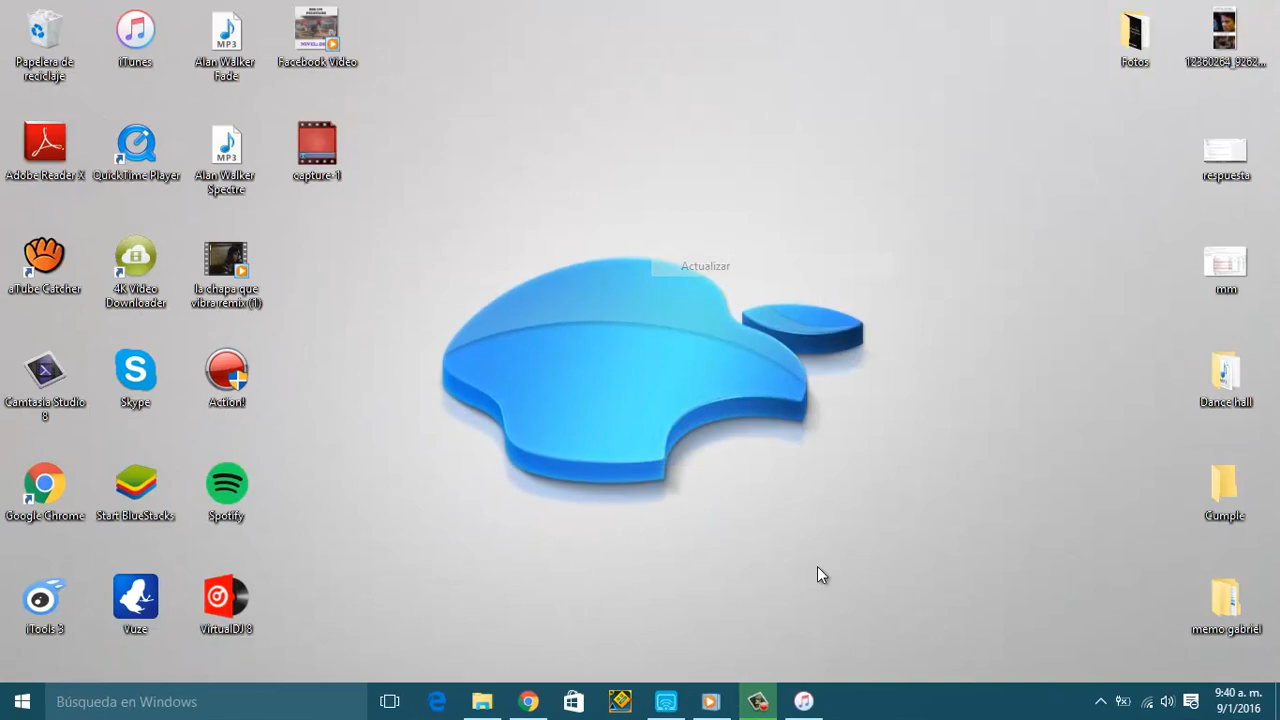 Papelera de
reciclaje
iTunes
MP3
Alan Walker
Fade
Facebook Video
Fotos
12360264_9262...
Adobe Reader X
QuickTime Player
MP3
Alan Walker
Spectre
capture-1
respuesta
aTube Catcher
4K Video
Downloader
la chapa que
vibra remix (1)
Actualizar
mm
Camtasia Studio
8
Skype
Action!
Dance hall
Google Chrome
Start BlueStacks
Spotify
Cumple
iTools 3
Vuze
VirtualDJ 8
memo gabriel
Búsqueda en Windows
9:40 a. m.
9/1/2016